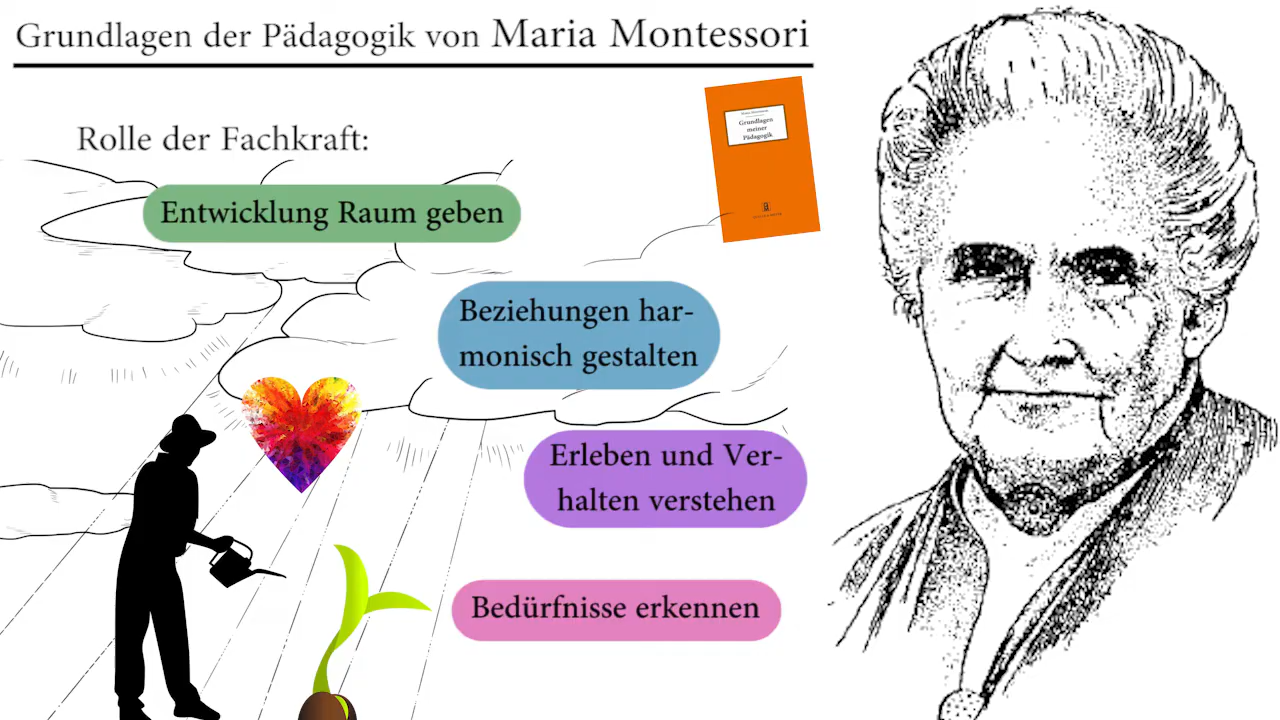 Grundlagen der Pädagogik von Maria Montessori
Rolle der Fachkraft:
Entwicklung Raum geben
Beziehungen har-
monisch gestalten
Erleben und Ver-
halten verstehen
Bedürfnisse erkennen
Grundlagen
meiner
Pädagogik